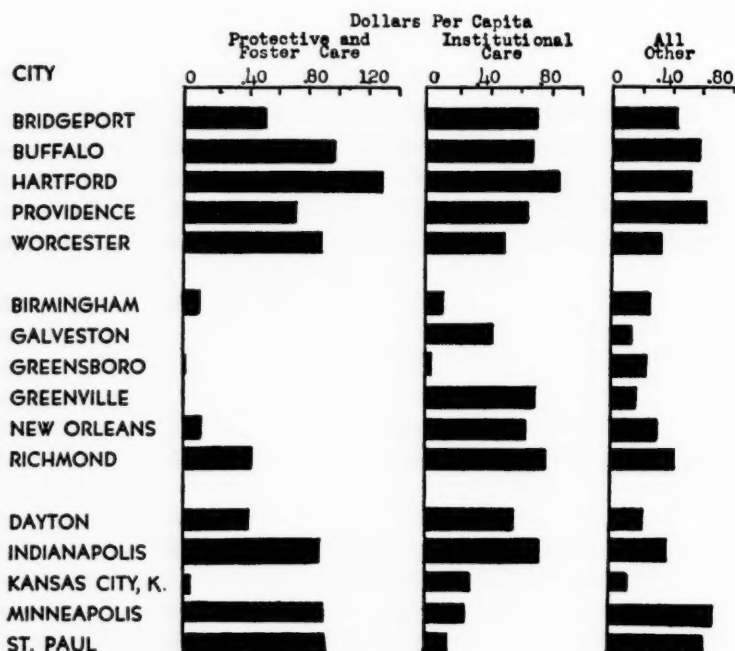 Dollars Per Capita
Protective and Institutional All
CITY Foster Care Care Other
0 .40 .80 1.20 0 .40 .80 0 .40 .80
BRIDGEPORT
BUFFALO
HARTFORD
PROVIDENCE
WORCESTER
BIRMINGHAM
GALVESTON
GREENSBORO
GREENVILLE
NEW ORLEANS
RICHMOND
DAYTON
INDIANAPOLIS
KANSAS CITY, K.
MINNEAPOLIS
ST. PAUL